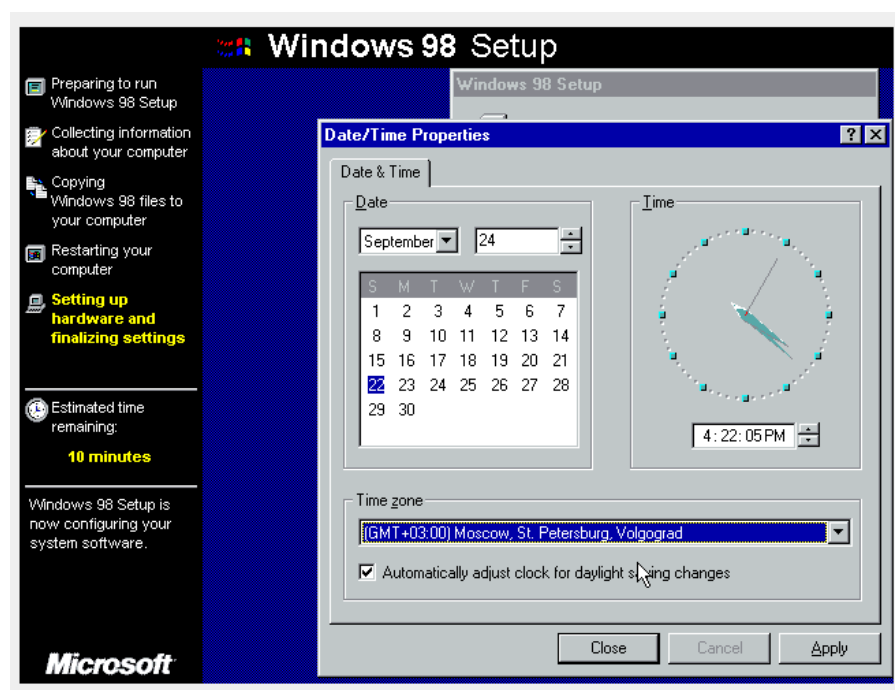 Windows 98 Setup
Preparing to run
Windows 98 Setup
Collecting information
about your computer
Copying
Windows 98 files to
your computer
Restarting your
computer
Setting up
hardware and
finalizing settings
Estimated time
remaining:
10 minutes
Windows 98 Setup is
now configuring your
system software.
Microsoft
Windows 98 Setup
Date/Time Properties
Date & Time
Date
September 24
S M T W T F S
1 2 3 4 5 6 7
8 9 10 11 12 13 14
15 16 17 18 19 20 21
22 23 24 25 26 27 28
29 30
Time
4:22:05 PM
Time zone
(GMT+03:00) Moscow, St. Petersburg, Volgograd
Automatically adjust clock for daylight saving changes
Close Cancel Apply